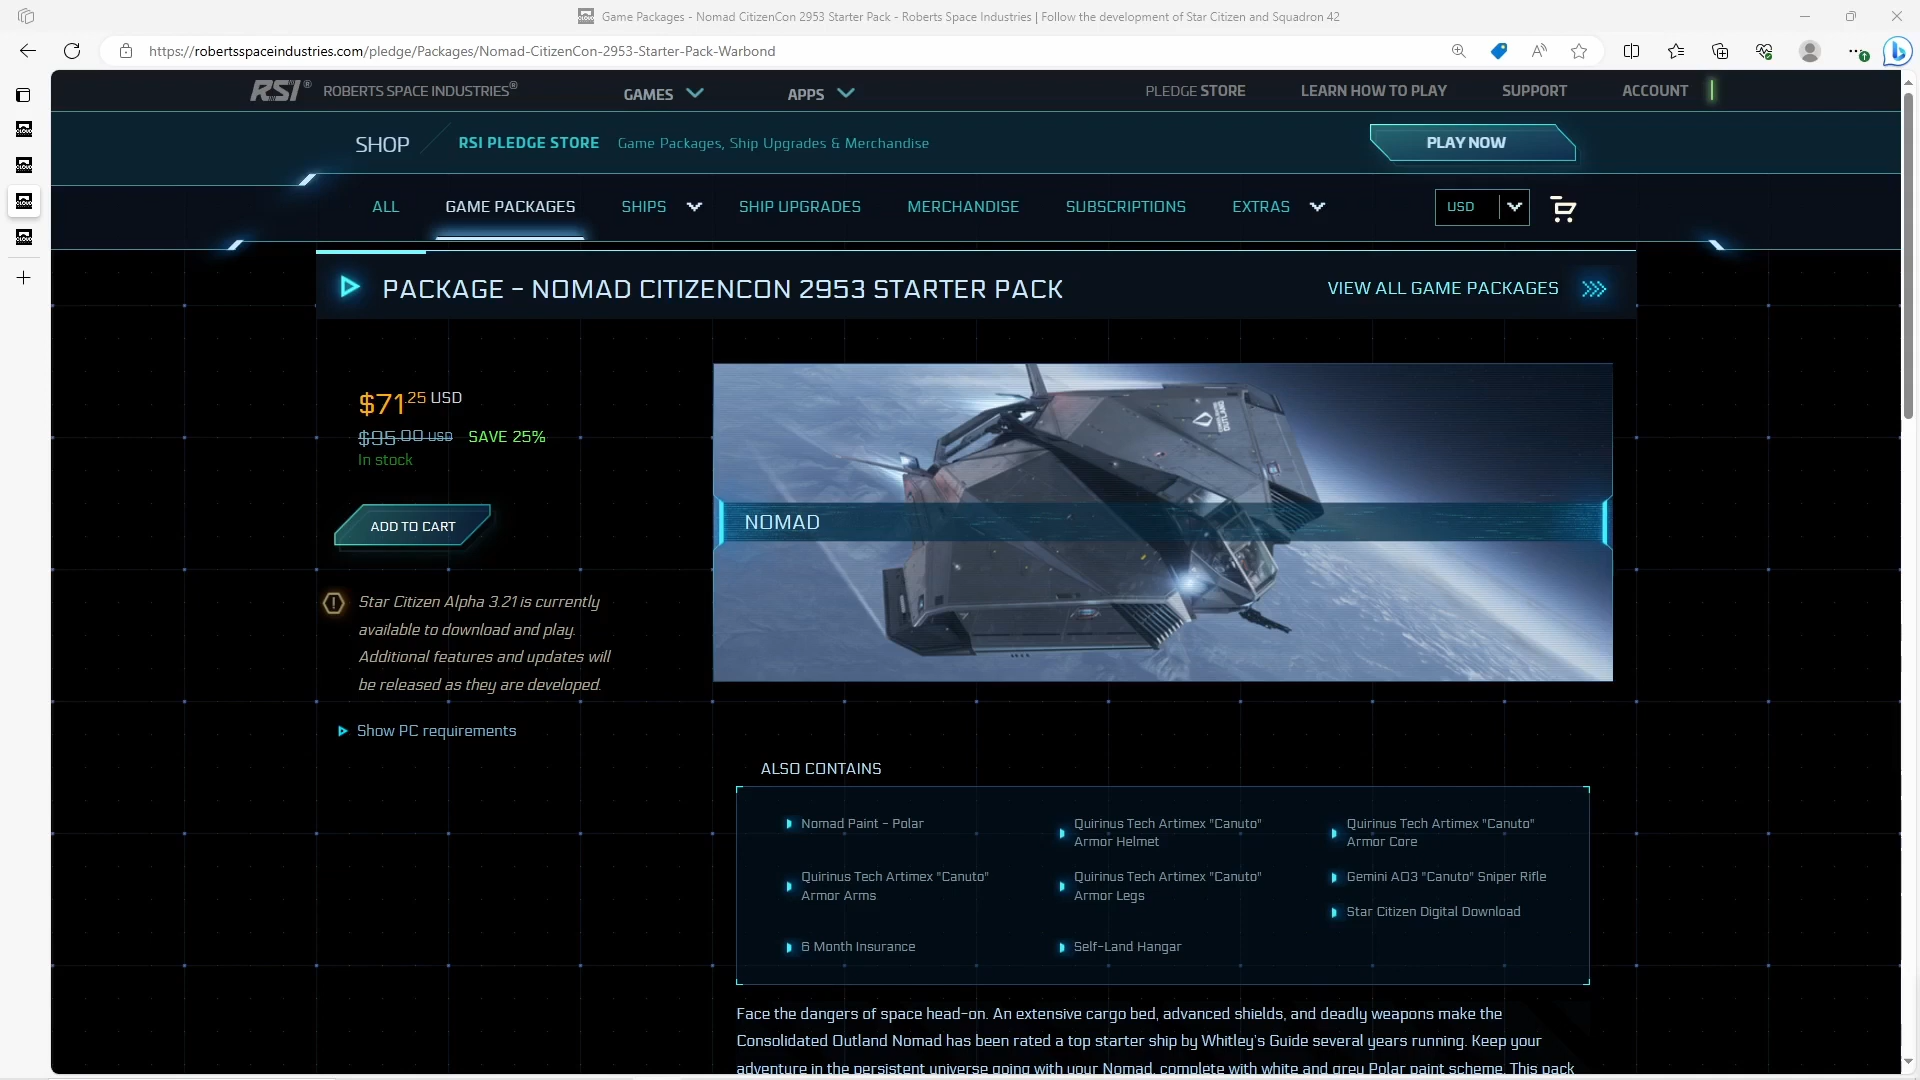 Game Packages - Nomad CitizenCon 2953 Starter Pack - Roberts Space Industries | Follow the development of Star Citizen and Squadron 42
https://robertsspaceindustries.com/pledge/Packages/Nomad-CitizenCon-2953-Starter-Pack-Warbond
RSI® ROBERTS SPACE INDUSTRIES® GAMES APPS PLEDGE STORE LEARN HOW TO PLAY SUPPORT ACCOUNT
SHOP RSI PLEDGE STORE Game Packages, Ship Upgrades & Merchandise PLAY NOW
ALL GAME PACKAGES SHIPS SHIP UPGRADES MERCHANDISE SUBSCRIPTIONS EXTRAS USD
PACKAGE - NOMAD CITIZENCON 2953 STARTER PACK VIEW ALL GAME PACKAGES
$71.25 USD
$95.00 USD SAVE 25%
In stock
ADD TO CART
Star Citizen Alpha 3.21 is currently
available to download and play.
Additional features and updates will
be released as they are developed.
Show PC requirements
OUTLAND
NOMAD
ALSO CONTAINS
Nomad Paint - Polar
Quirinus Tech Artimex "Canuto"
Armor Helmet
Quirinus Tech Artimex "Canuto"
Armor Core
Quirinus Tech Artimex "Canuto"
Armor Arms
Quirinus Tech Artimex "Canuto"
Armor Legs
Gemini A03 "Canuto" Sniper Rifle
Star Citizen Digital Download
6 Month Insurance
Self-Land Hangar
Face the dangers of space head-on. An extensive cargo bed, advanced shields, and deadly weapons make the
Consolidated Outland Nomad has been rated a top starter ship by Whitley's Guide several years running. Keep your
adventure in the persistent universe going with your Nomad, complete with white and grey Polar paint scheme. This pack